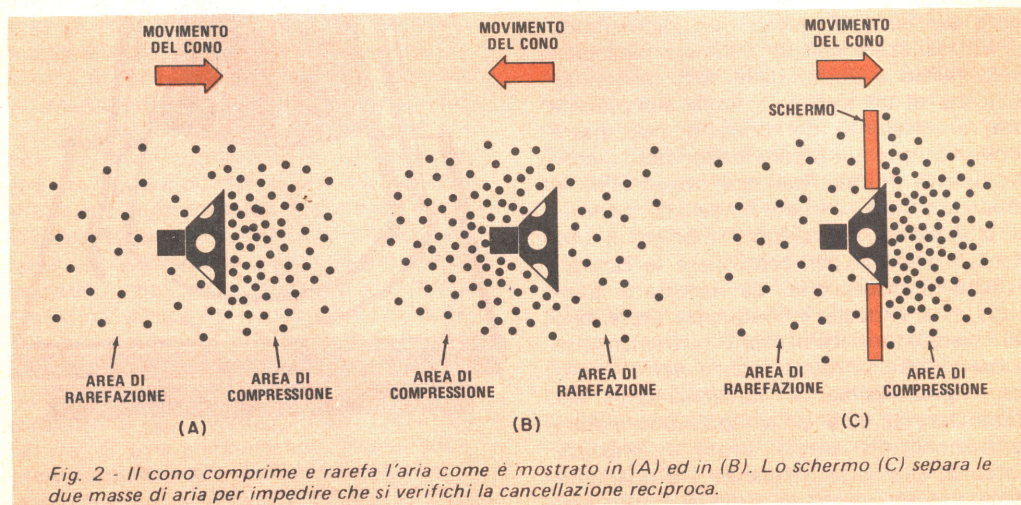 MOVIMENTO
DEL CONO
AREA DI
RAREFAZIONE
AREA DI
COMPRESSIONE
(A)
MOVIMENTO
DEL CONO
AREA DI
COMPRESSIONE
AREA DI
RAREFAZIONE
(B)
MOVIMENTO
DEL CONO
SCHERMO
AREA DI
RAREFAZIONE
AREA DI
COMPRESSIONE
(C)
Fig. 2 - Il cono comprime e rarefa l'aria come è mostrato in (A) ed in (B). Lo schermo (C) separa le
due masse di aria per impedire che si verifichi la cancellazione reciproca.